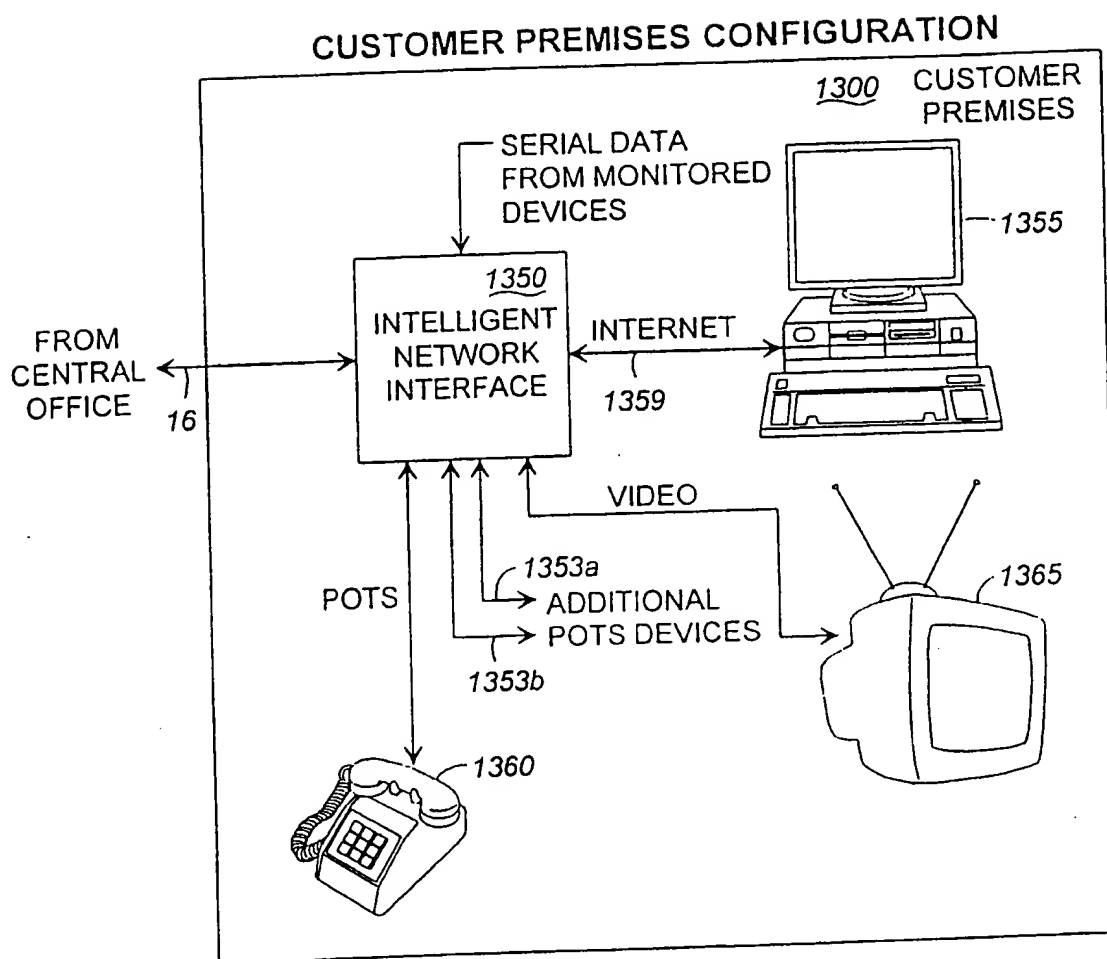 CUSTOMER PREMISES CONFIGURATION
1300 CUSTOMER
PREMISES
SERIAL DATA
FROM MONITORED
DEVICES
1355
1350
INTELLIGENT
NETWORK
INTERFACE
FROM
CENTRAL
OFFICE
16
INTERNET
1359
VIDEO
POTS
1353a
ADDITIONAL
POTS DEVICES
1353b
1365
1360